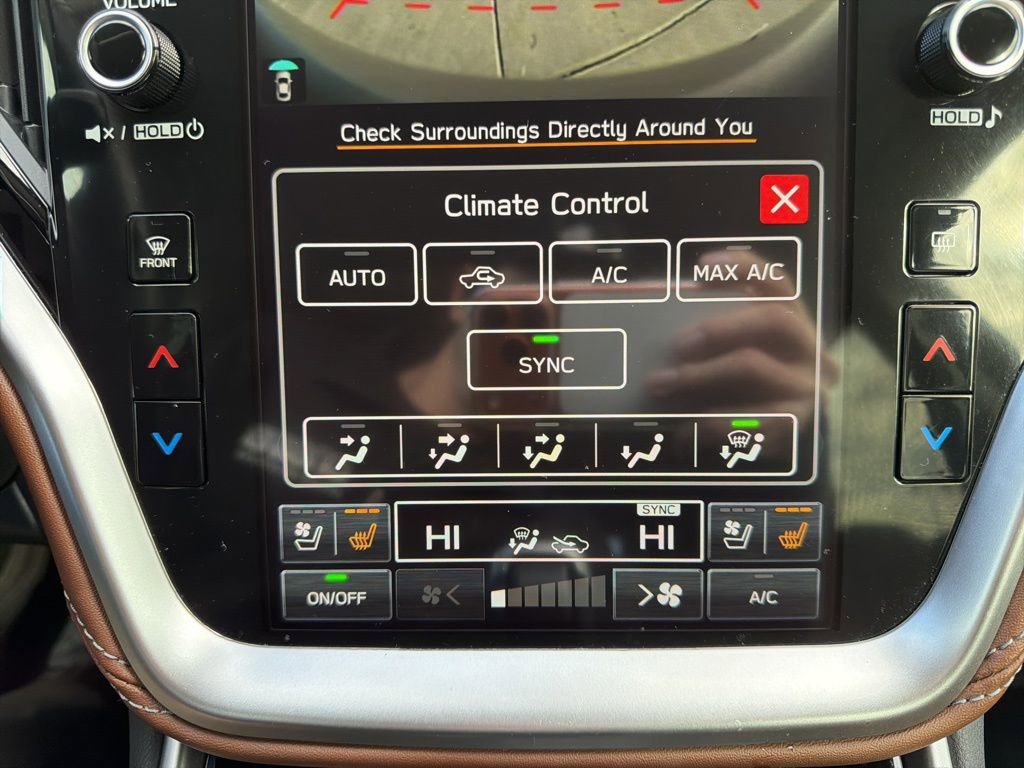 VOLUME
HOLD
/ HOLD
Check Surroundings Directly Around You
Climate Control
FRONT
AUTO
A/C
MAX A/C
SYNC
SYNC
HI
HI
ON/OFF
A/C